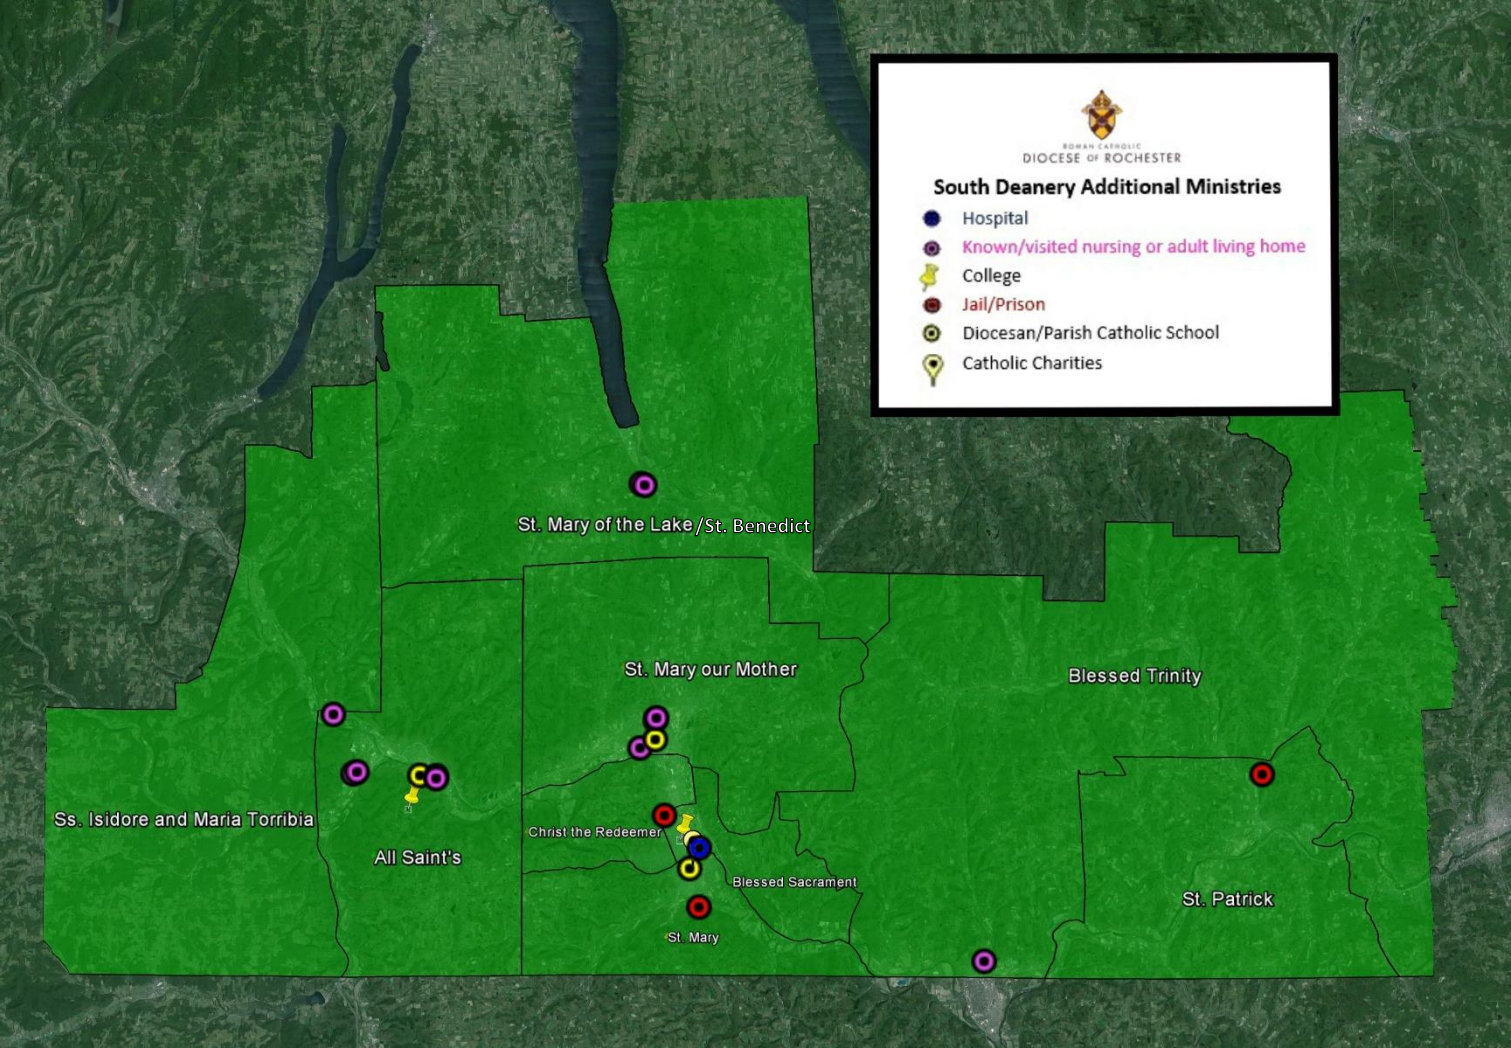 ROMAN CATHOLIC
DIOCESE OF ROCHESTER
South Deanery Additional Ministries
Hospital
Known/visited nursing or adult living home
College
Jail/Prison
Diocesan/Parish Catholic School
Catholic Charities
St. Mary of the Lake/St. Benedict
St. Mary our Mother
Blessed Trinity
Ss. Isidore and Maria Torribia
Christ the Redeemer
All Saint's
Blessed Sacrament
St. Patrick
St. Mary